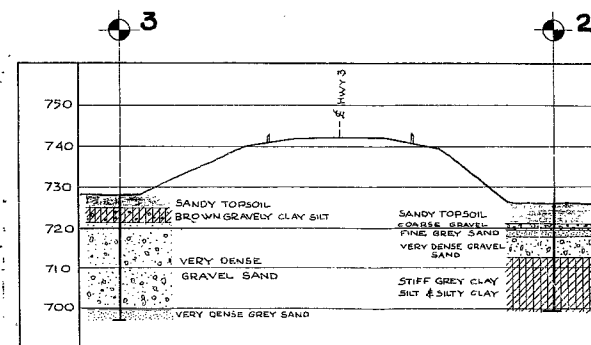 3
2
℄ HWY 3
750
740
730
720
710
700
SANDY TOPSOIL
BROWN GRAVELY CLAY SILT
VERY DENSE
GRAVEL SAND
VERY DENSE GREY SAND
SANDY TOPSOIL
COARSE GRAVEL
FINE GREY SAND
VERY DENSE GRAVEL
SAND
STIFF GREY CLAY
SILT & SILTY CLAY